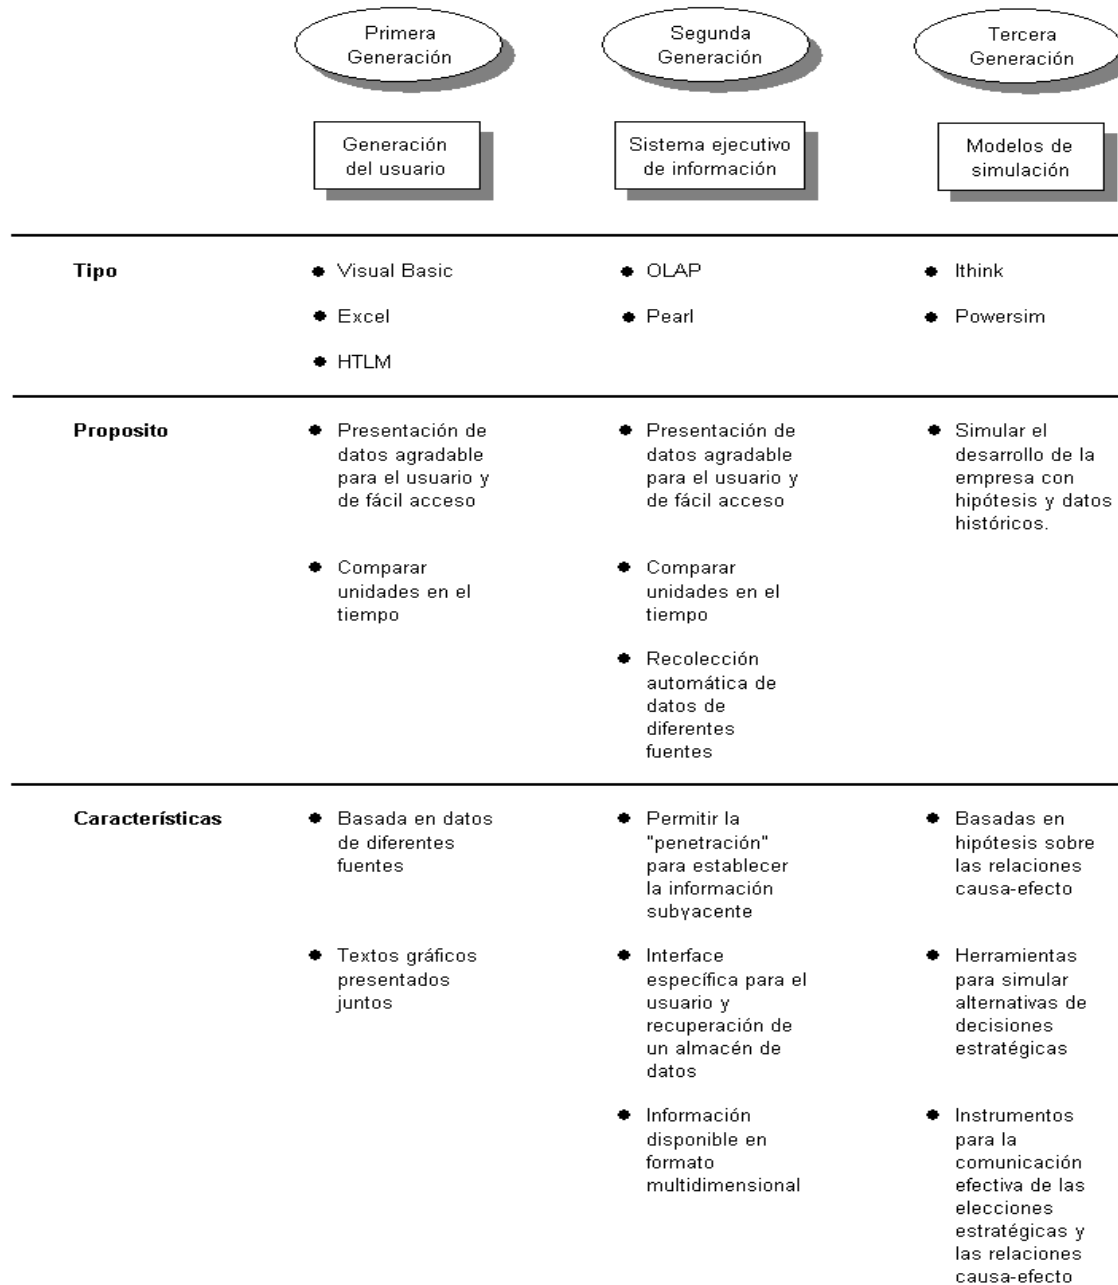 Primera
Generación
Segunda
Generación
Tercera
Generación
Generación
del usuario
Sistema ejecutivo
de información
Modelos de
simulación
Tipo
Visual Basic
Excel
HTLM
OLAP
Pearl
Ithink
Powersim
Proposito
Presentación de
datos agradable
para el usuario y
de fácil acceso
Comparar
unidades en el
tiempo
Presentación de
datos agradable
para el usuario y
de fácil acceso
Comparar
unidades en el
tiempo
Recolección
automática de
datos de
diferentes
fuentes
Simular el
desarrollo de la
empresa con
hipótesis y datos
históricos.
Características
Basada en datos
de diferentes
fuentes
Textos gráficos
presentados
juntos
Permitir la
"penetración"
para establecer
la información
subyacente
Interface
específica para el
usuario y
recuperación de
un almacén de
datos
Información
disponible en
formato
multidimensional
Basadas en
hipótesis sobre
las relaciones
causa-efecto
Herramientas
para simular
alternativas de
decisiones
estratégicas
Instrumentos
para la
comunicación
efectiva de las
elecciones
estratégicas y
las relaciones
causa-efecto